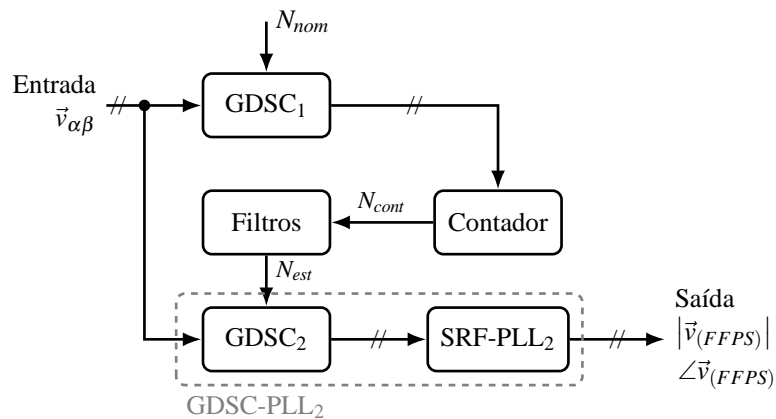 N_nom
Entrada
v⃗_αβ
GDSC₁
N_cont
Filtros
Contador
N_est
GDSC₂
SRF-PLL₂
Saída
|v⃗_(FFPS)|
∠v⃗_(FFPS)
GDSC-PLL₂